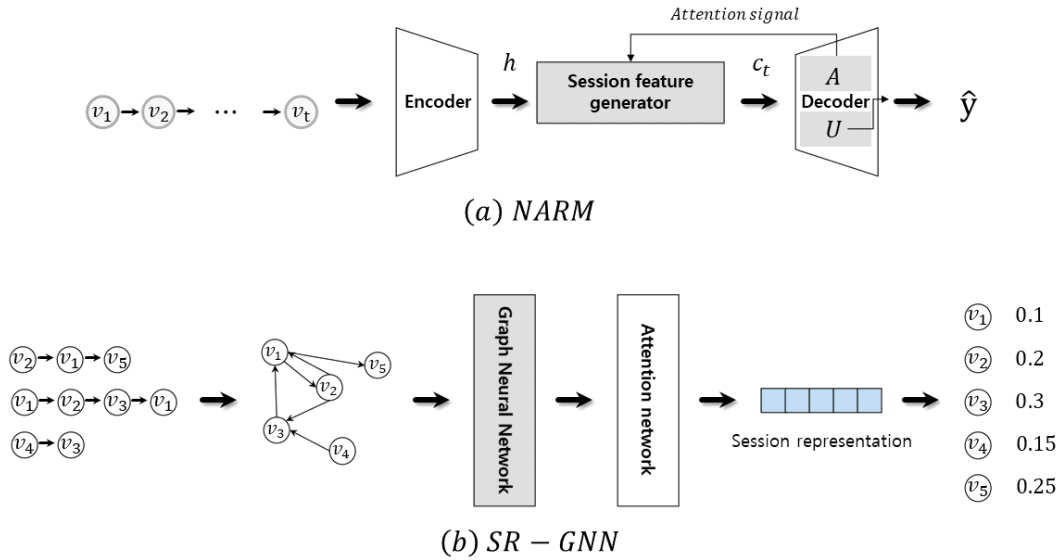 Attention signal
v₁ v₂ ⋯ v_t
Encoder
h
Session feature
generator
c_t
A
Decoder
U
ŷ
(a) NARM
v₂ v₁ v₅
v₁ v₂ v₃ v₁
v₄ v₃
v₁
v₅
v₂
v₃
v₄
Graph Neural Network
Attention network
Session representation
v₁ 0.1
v₂ 0.2
v₃ 0.3
v₄ 0.15
v₅ 0.25
(b) SR − GNN